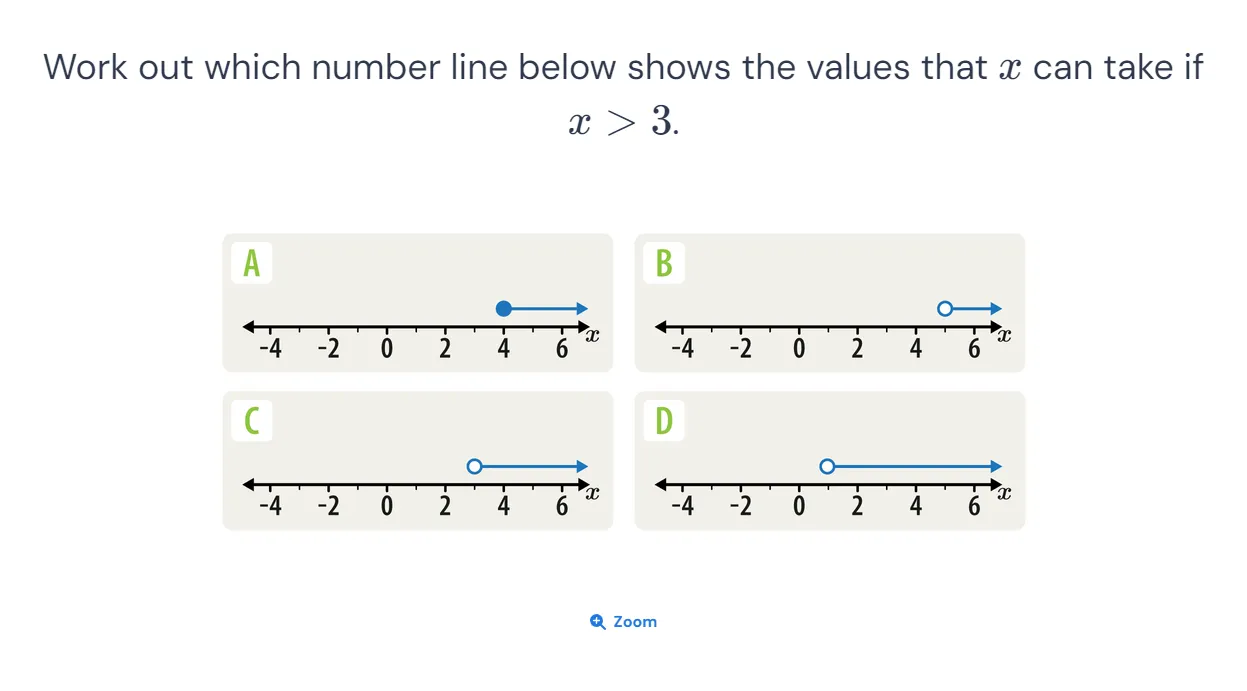 Work out which number line below shows the values that x can take if
x > 3.
A
B
-4 -2 0 2 4 6 x
-4 -2 0 2 4 6 x
C
D
-4 -2 0 2 4 6 x
-4 -2 0 2 4 6 x
Zoom